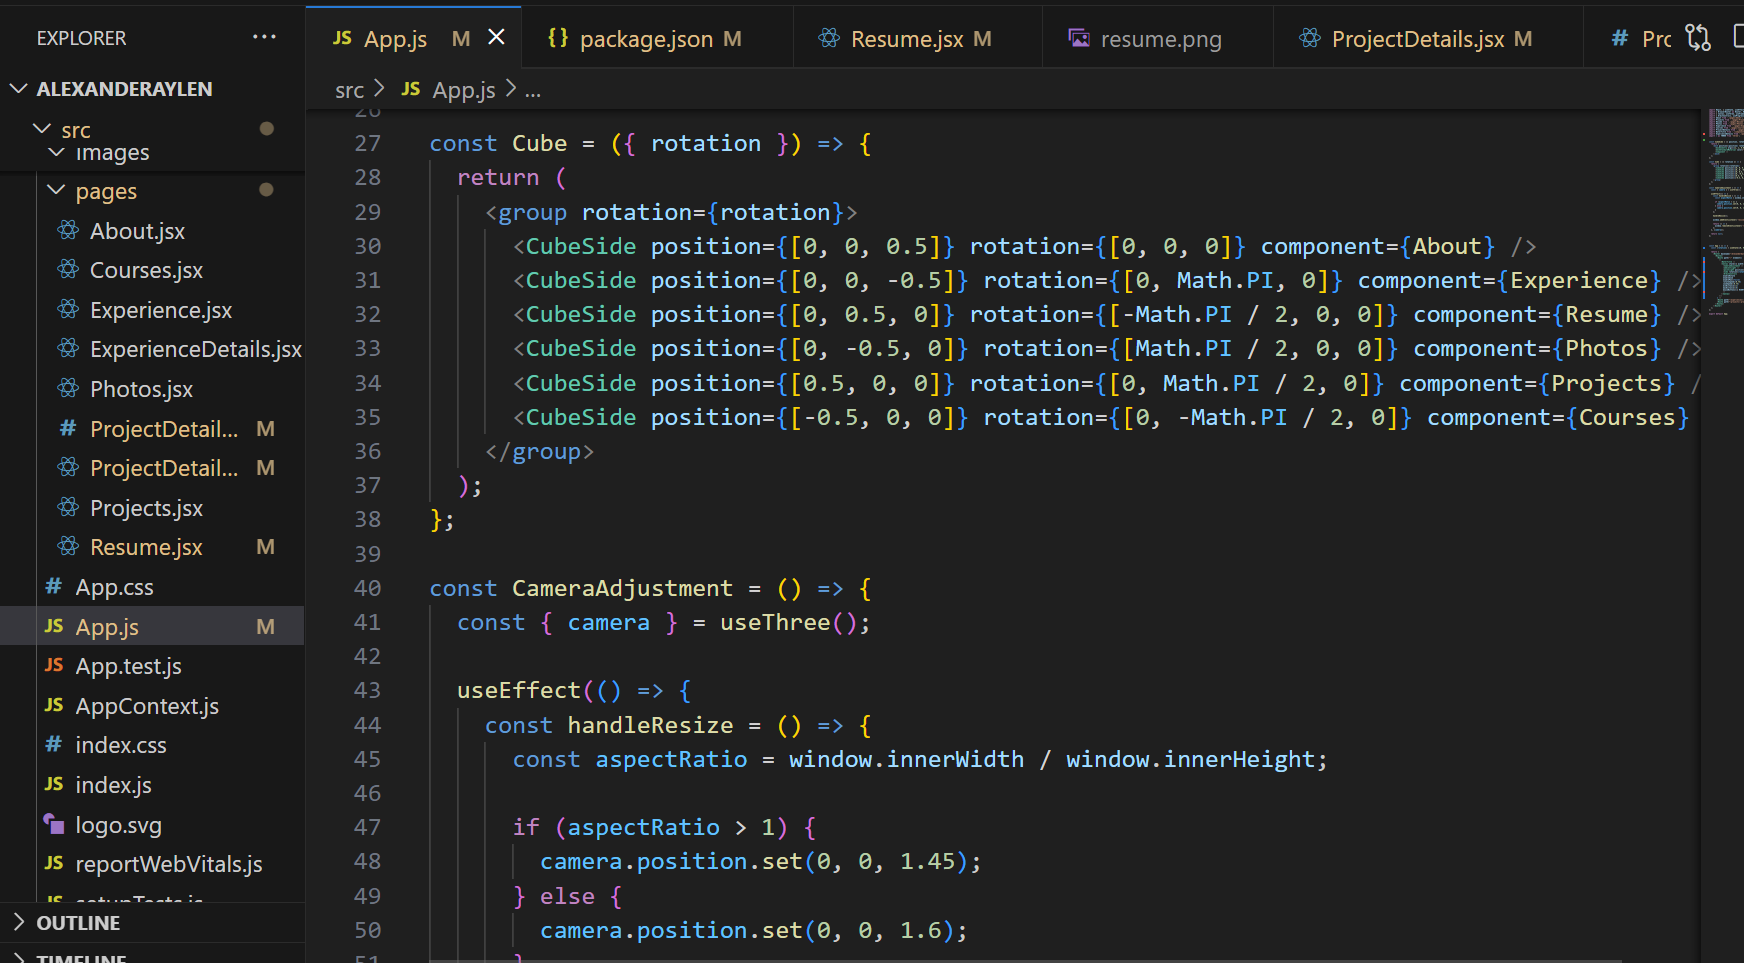 EXPLORER ...
JS App.js M ×
{} package.json M
Resume.jsx M
resume.png
ProjectDetails.jsx M
# Prc
ALEXANDERAYLEN
src > JS App.js > ...
src
images
pages
About.jsx
Courses.jsx
Experience.jsx
ExperienceDetails.jsx
Photos.jsx
# ProjectDetail... M
ProjectDetail... M
Projects.jsx
Resume.jsx M
# App.css
JS App.js M
JS App.test.js
JS AppContext.js
# index.css
JS index.js
logo.svg
JS reportWebVitals.js
JS setupTests.js
OUTLINE
TIMELINE
26
27 const Cube = ({ rotation }) => {
28 return (
29 <group rotation={rotation}>
30 <CubeSide position={[0, 0, 0.5]} rotation={[0, 0, 0]} component={About} />
31 <CubeSide position={[0, 0, -0.5]} rotation={[0, Math.PI, 0]} component={Experience} />
32 <CubeSide position={[0, 0.5, 0]} rotation={[-Math.PI / 2, 0, 0]} component={Resume} />
33 <CubeSide position={[0, -0.5, 0]} rotation={[Math.PI / 2, 0, 0]} component={Photos} />
34 <CubeSide position={[0.5, 0, 0]} rotation={[0, Math.PI / 2, 0]} component={Projects} /
35 <CubeSide position={[-0.5, 0, 0]} rotation={[0, -Math.PI / 2, 0]} component={Courses}
36 </group>
37 );
38 };
39
40 const CameraAdjustment = () => {
41 const { camera } = useThree();
42
43 useEffect(() => {
44 const handleResize = () => {
45 const aspectRatio = window.innerWidth / window.innerHeight;
46
47 if (aspectRatio > 1) {
48 camera.position.set(0, 0, 1.45);
49 } else {
50 camera.position.set(0, 0, 1.6);
51 }